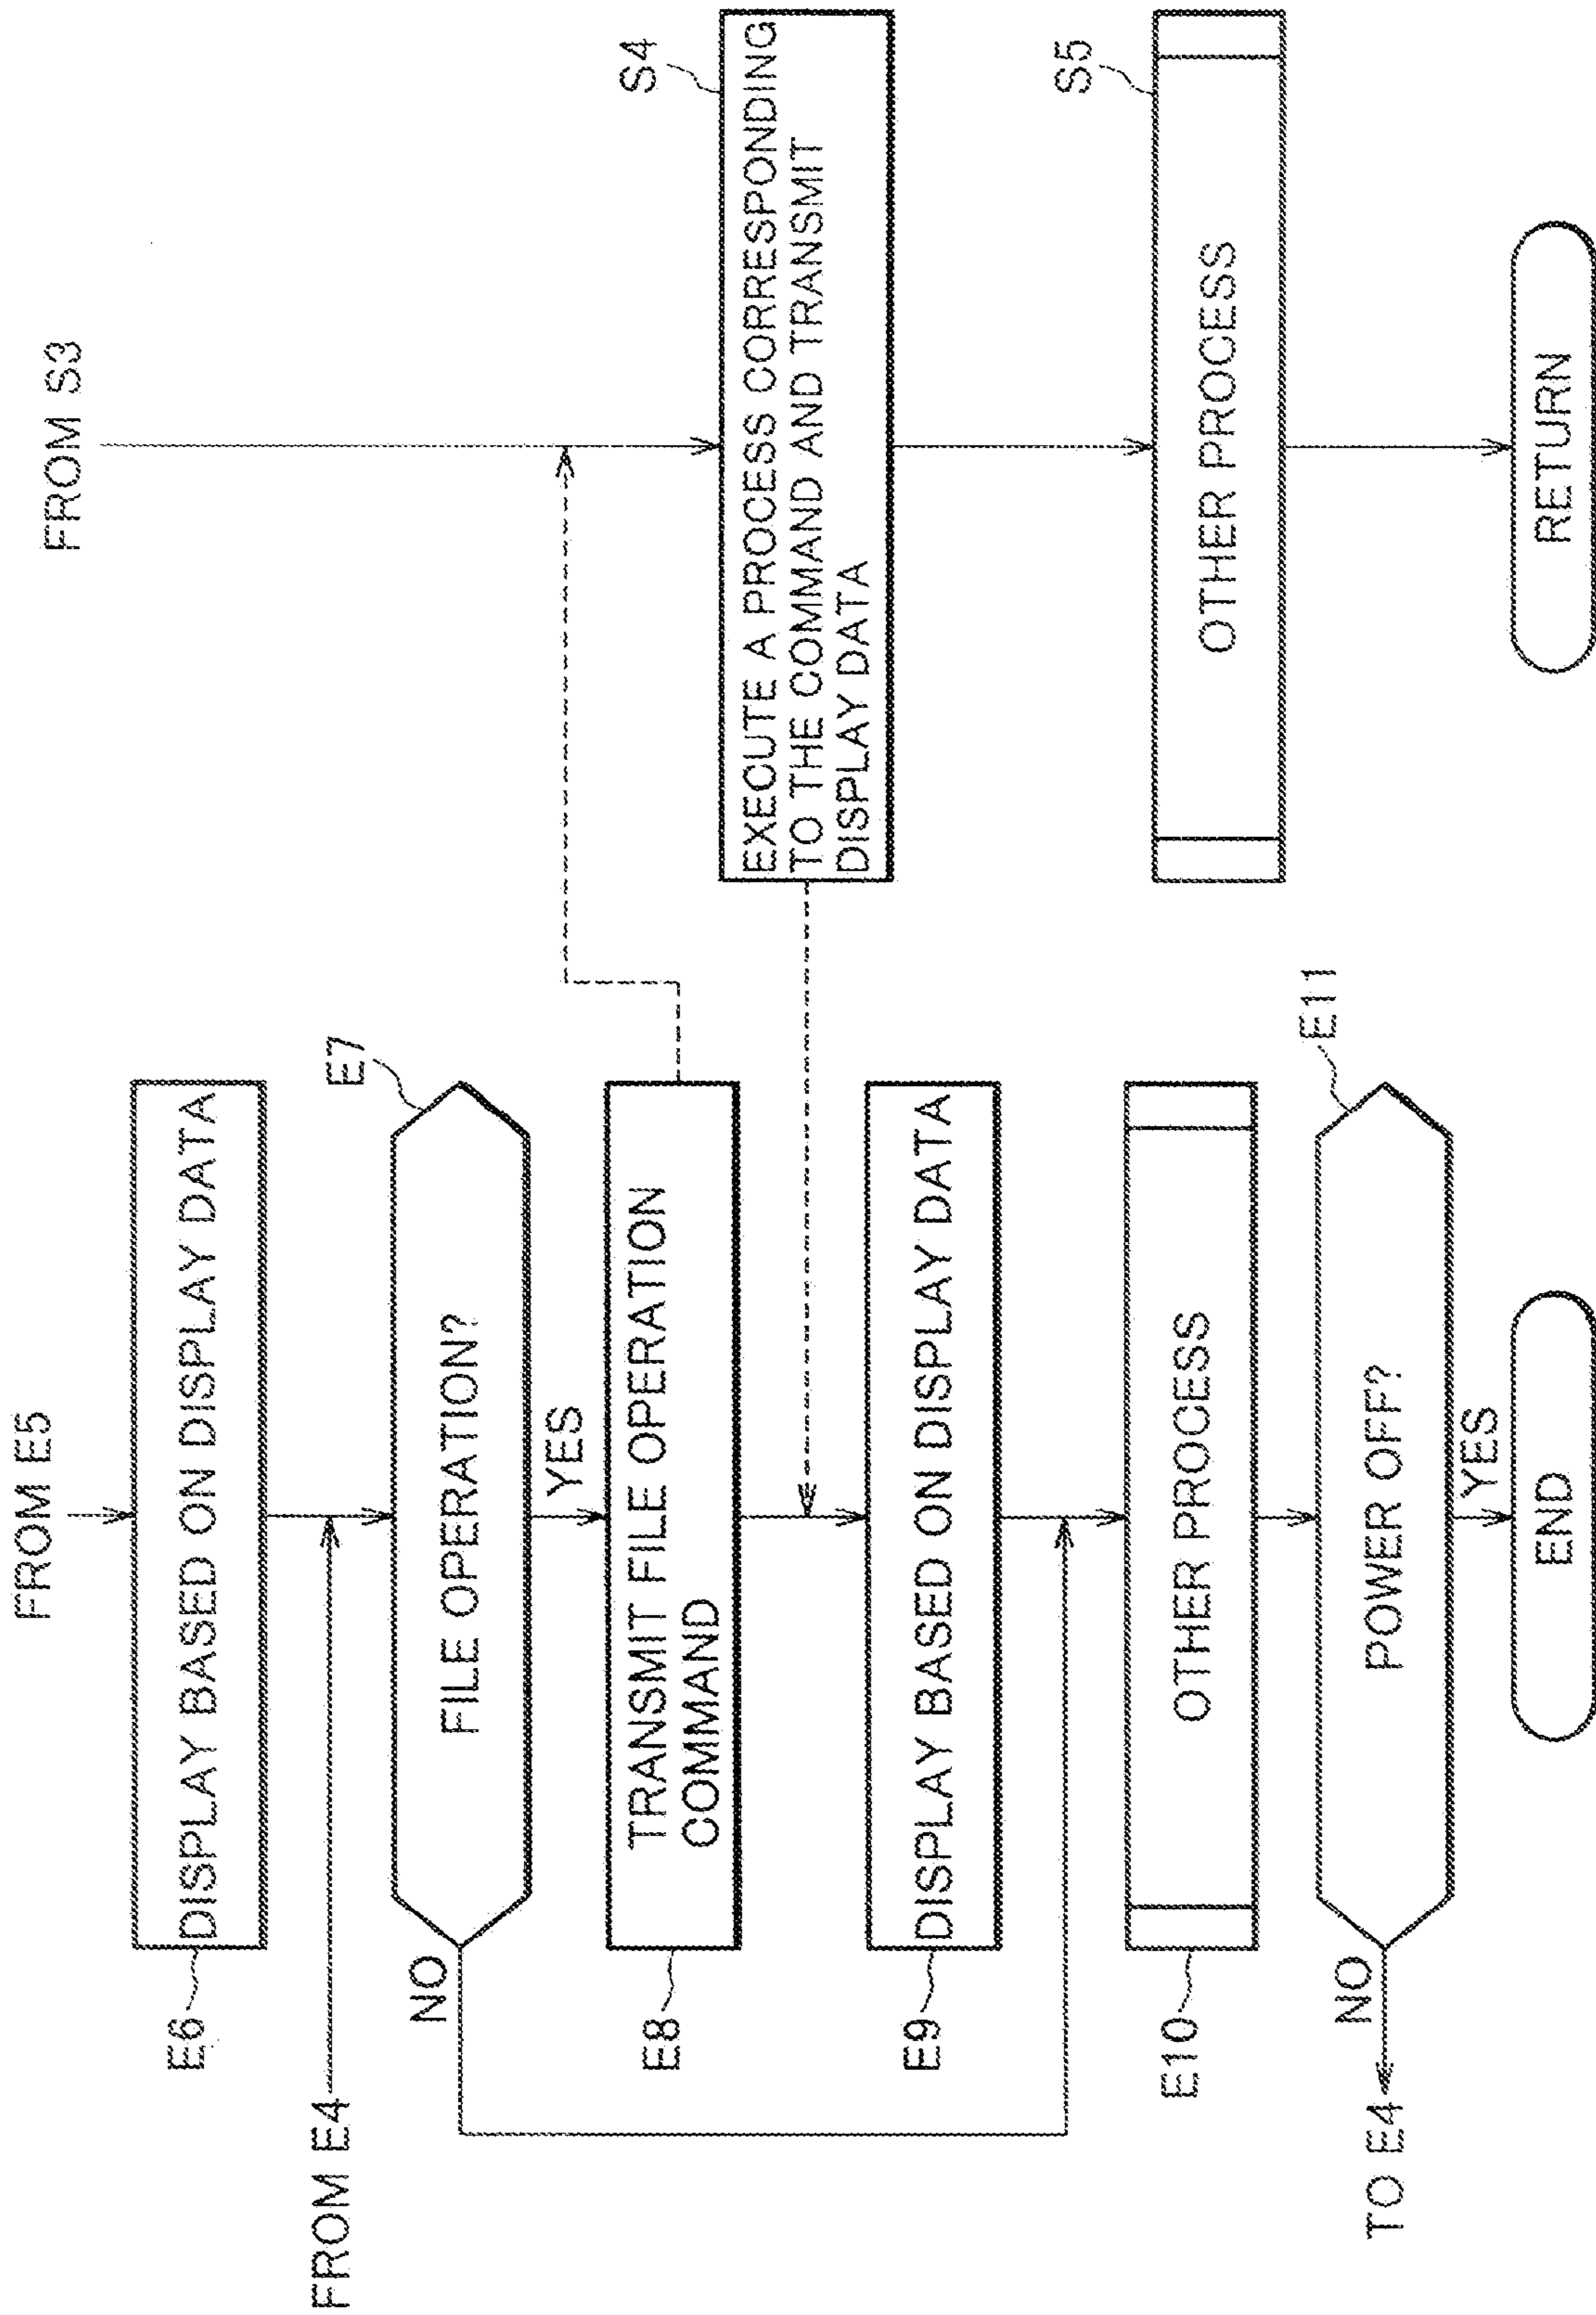 FROM E5
E6
DISPLAY BASED ON DISPLAY DATA
FROM E4
E7
FILE OPERATION?
NO
YES
E8
TRANSMIT FILE OPERATION
COMMAND
E9
DISPLAY BASED ON DISPLAY DATA
E10
OTHER PROCESS
E11
POWER OFF?
NO
TO E4
YES
END
FROM S3
S4
EXECUTE A PROCESS CORRESPONDING
TO THE COMMAND AND TRANSMIT
DISPLAY DATA
S5
OTHER PROCESS
RETURN